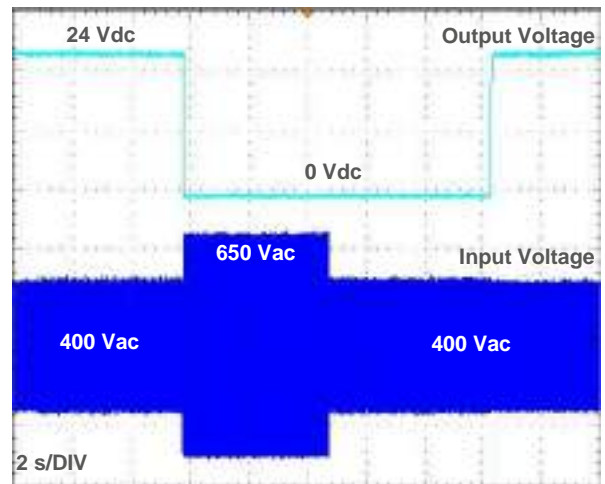 24 Vdc
Output Voltage
0 Vdc
650 Vac
Input Voltage
400 Vac
400 Vac
2 s/DIV